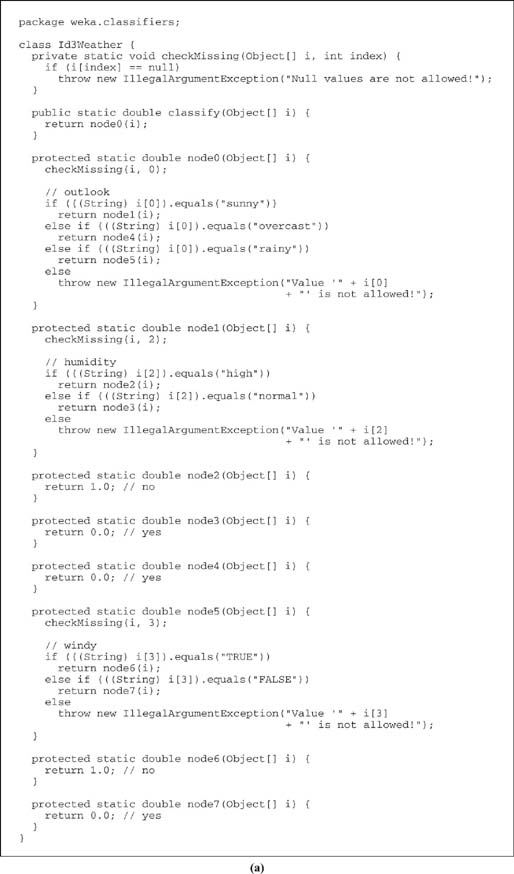 package weka.classifiers;

class Id3Weather {
  private static void checkMissing(Object[] i, int index) {
    if (i[index] == null)
      throw new IllegalArgumentException("Null values are not allowed!");
  }

  public static double classify(Object[] i) {
    return node0(i);
  }

  protected static double node0(Object[] i) {
    checkMissing(i, 0);

    // outlook
    if (((String) i[0]).equals("sunny"))
      return node1(i);
    else if (((String) i[0]).equals("overcast"))
      return node4(i);
    else if (((String) i[0]).equals("rainy"))
      return node5(i);
    else
      throw new IllegalArgumentException("Value '" + i[0]
                                         + "' is not allowed!");
  }

  protected static double node1(Object[] i) {
    checkMissing(i, 2);

    // humidity
    if (((String) i[2]).equals("high"))
      return node2(i);
    else if (((String) i[2]).equals("normal"))
      return node3(i);
    else
      throw new IllegalArgumentException("Value '" + i[2]
                                         + "' is not allowed!");
  }

  protected static double node2(Object[] i) {
    return 1.0; // no
  }

  protected static double node3(Object[] i) {
    return 0.0; // yes
  }

  protected static double node4(Object[] i) {
    return 0.0; // yes
  }

  protected static double node5(Object[] i) {
    checkMissing(i, 3);

    // windy
    if (((String) i[3]).equals("TRUE"))
      return node6(i);
    else if (((String) i[3]).equals("FALSE"))
      return node7(i);
    else
      throw new IllegalArgumentException("Value '" + i[3]
                                         + "' is not allowed!");
  }

  protected static double node6(Object[] i) {
    return 1.0; // no
  }

  protected static double node7(Object[] i) {
    return 0.0; // yes
  }
}
(a)